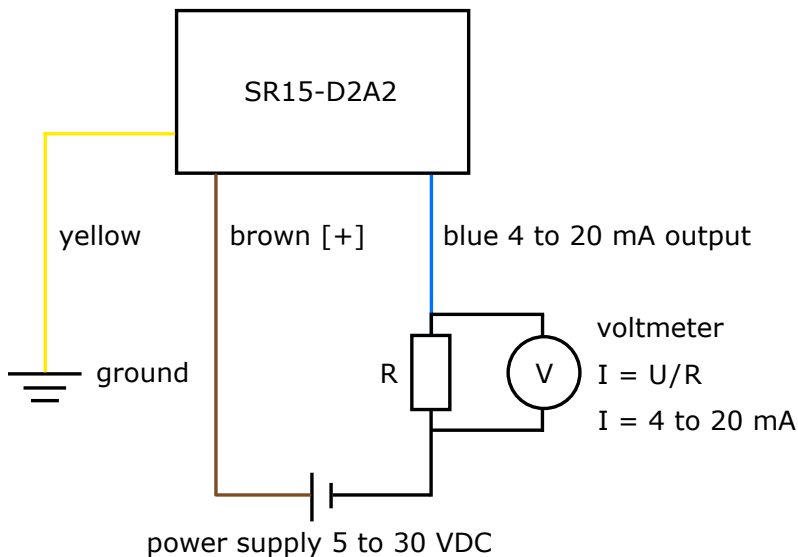 SR15-D2A2
yellow
brown [+]
blue 4 to 20 mA output
voltmeter
ground
R
V
I = U/R
I = 4 to 20 mA
power supply 5 to 30 VDC